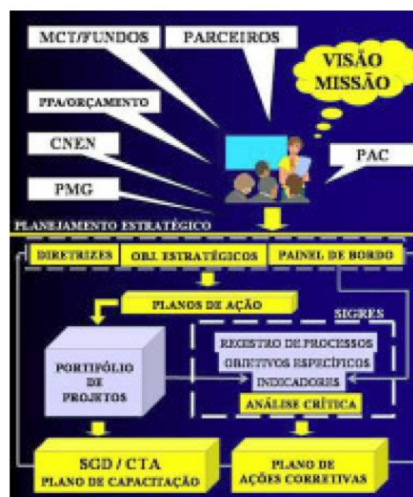 MCT/FUNDOS
PARCEIROS
VISÃO
MISSÃO
PPA/ORÇAMENTO
CNEN
PAC
PMG
PLANEJAMENTO ESTRATÉGICO
DIRETRIZES
OBJ. ESTRATÉGICOS
PAINEL DE BORDO
PLANOS DE AÇÃO
SIGRES
REGISTRO DE PROCESSOS
OBJETIVOS ESPECÍFICOS
INDICADORES
ANÁLISE CRÍTICA
PORTIFÓLIO
DE
PROJETOS
SGD / CTA
PLANO DE CAPACITAÇÃO
PLANO DE
AÇÕES CORRETIVAS